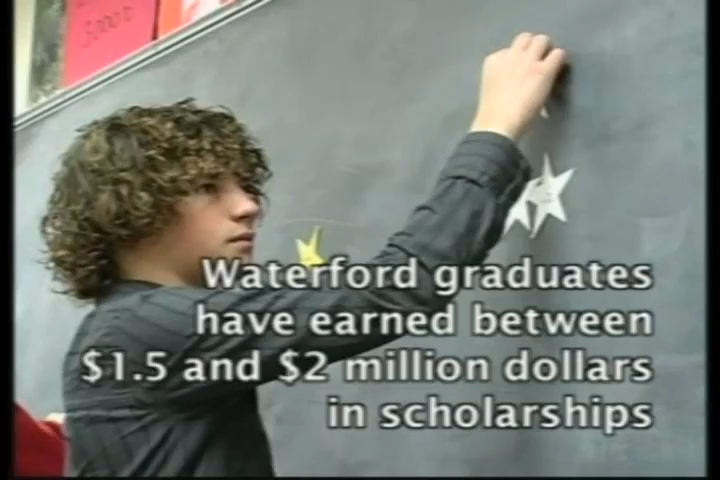 Waterford graduates
have earned between
$1.5 and $2 million dollars
in scholarships